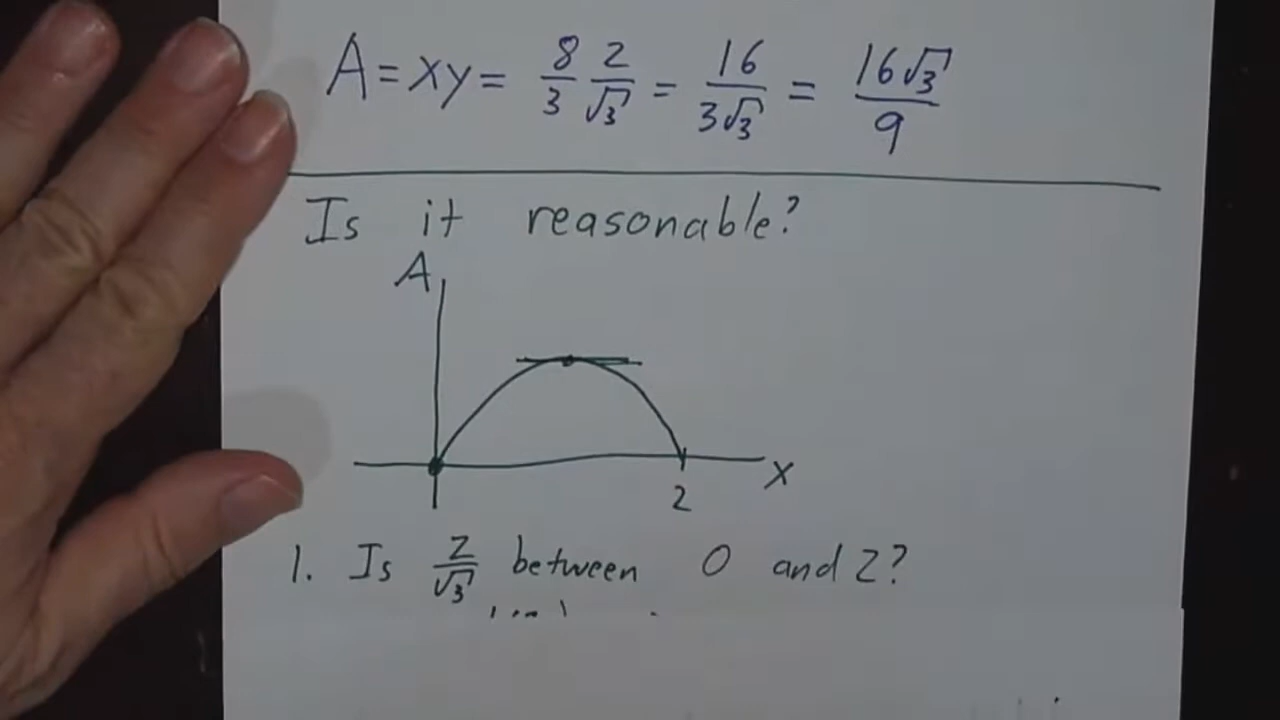 A = xy = 8/3 2/√3 = 16/3√3 = 16√3/9
Is it reasonable?
A
x
2
1. Is 2/√3 between 0 and 2?